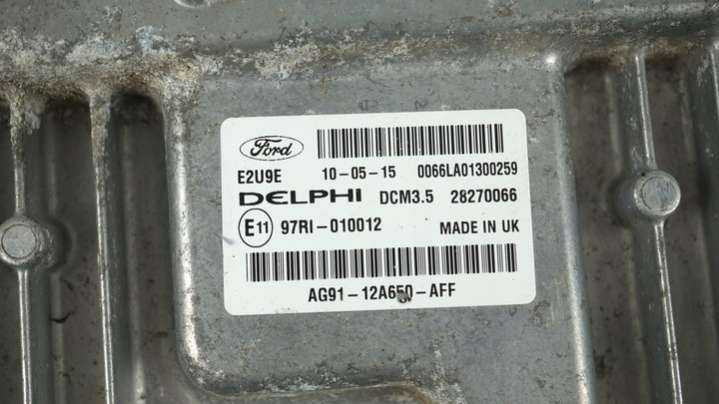 Ford
E2U9E 10-05-15 0066LA01300259
DELPHI DCM3.5 28270066
E11 97RI-010012 MADE IN UK
AG91-12A650-AFF